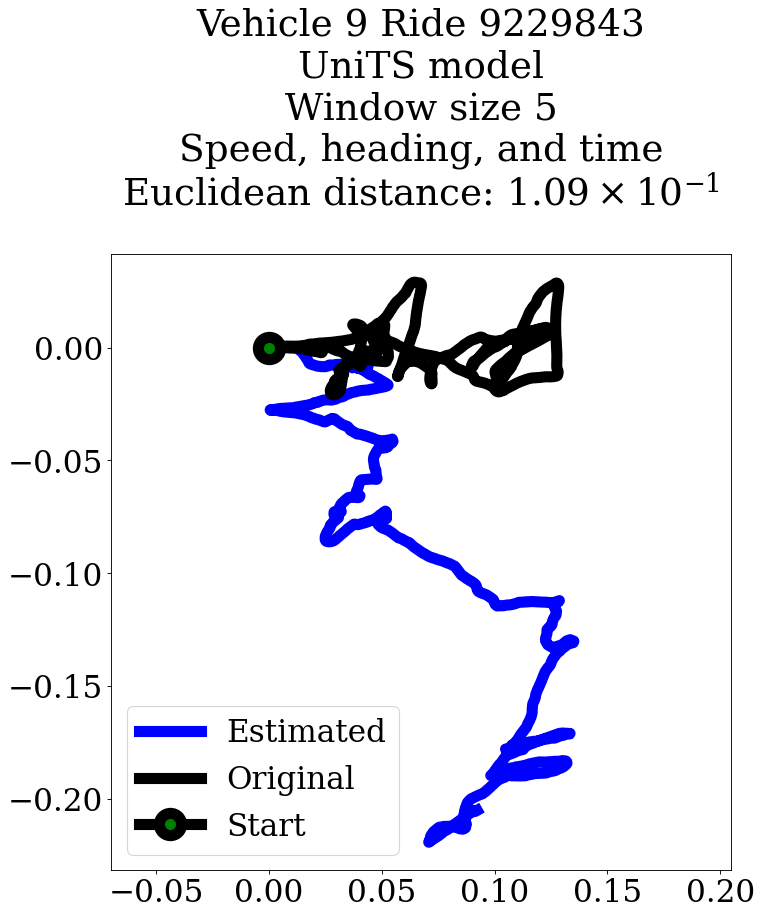 Vehicle 9 Ride 9229843
UniTS model
Window size 5
Speed, heading, and time
Euclidean distance: 1.09 × 10⁻¹
0.00
−0.05
−0.10
−0.15
−0.20
Estimated
Original
Start
−0.05 0.00 0.05 0.10 0.15 0.20